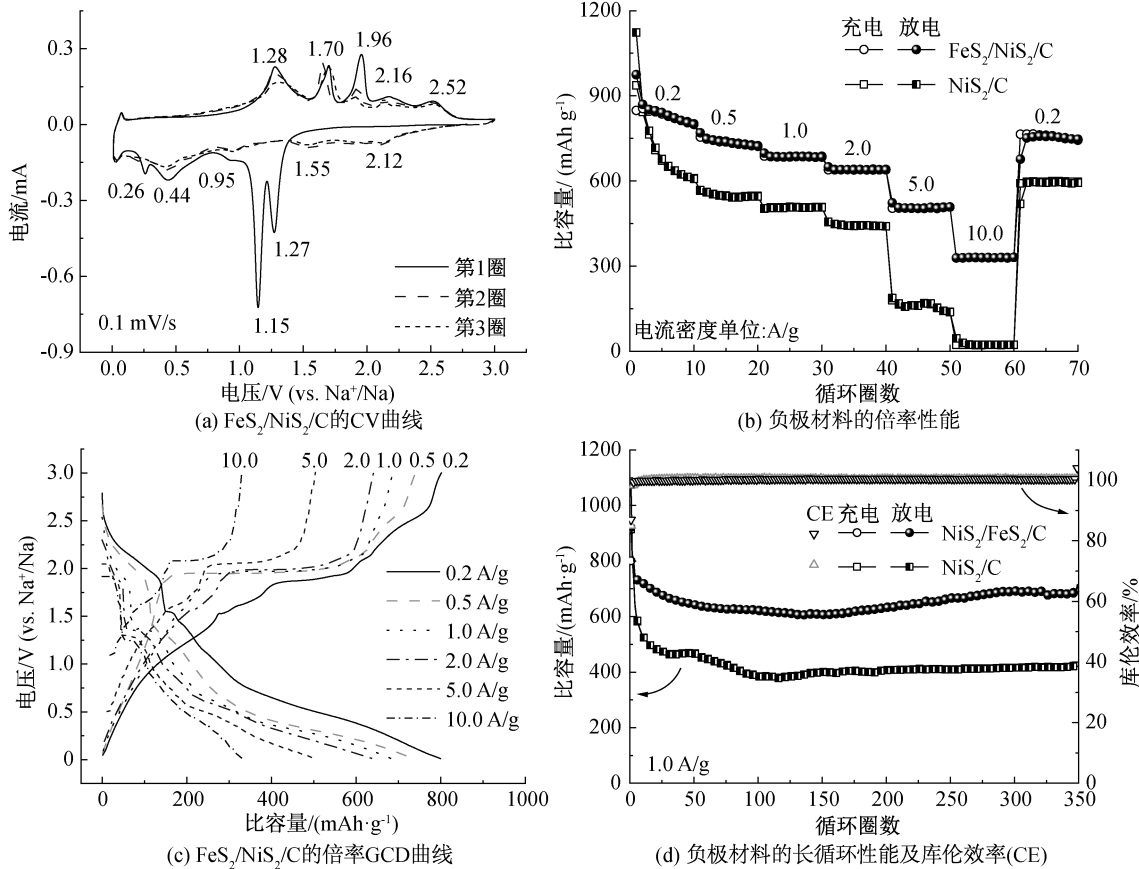 0.3
0.0
-0.3
-0.6
-0.9
电流/mA
1.28
1.70
1.96
2.16
2.52
0.26
0.44
0.95
1.55
2.12
1.27
1.15
第1圈
第2圈
第3圈
0.1 mV/s
0.0 0.5 1.0 1.5 2.0 2.5 3.0
电压/V (vs. Na⁺/Na)
(a) FeS₂/NiS₂/C的CV曲线
1200
900
600
300
0
比容量/ (mAh g⁻¹)
充电 放电
FeS₂/NiS₂/C
NiS₂/C
0.2
0.5
1.0
2.0
5.0
10.0
0.2
电流密度单位:A/g
0 10 20 30 40 50 60 70
循环圈数
(b) 负极材料的倍率性能
3.0
2.5
2.0
1.5
1.0
0.5
0
电压/V (vs. Na⁺/Na)
10.0 5.0 2.0 1.0 0.5 0.2
0.2 A/g
0.5 A/g
1.0 A/g
2.0 A/g
5.0 A/g
10.0 A/g
0 200 400 600 800 1000
比容量/(mAh·g⁻¹)
(c) FeS₂/NiS₂/C的倍率GCD曲线
1200
1000
800
600
400
200
0
比容量/(mAh·g⁻¹)
CE 充电 放电
NiS₂/FeS₂/C
NiS₂/C
1.0 A/g
100
80
60
40
20
0
库伦效率/%
0 50 100 150 200 250 300 350
循环圈数
(d) 负极材料的长循环性能及库伦效率(CE)